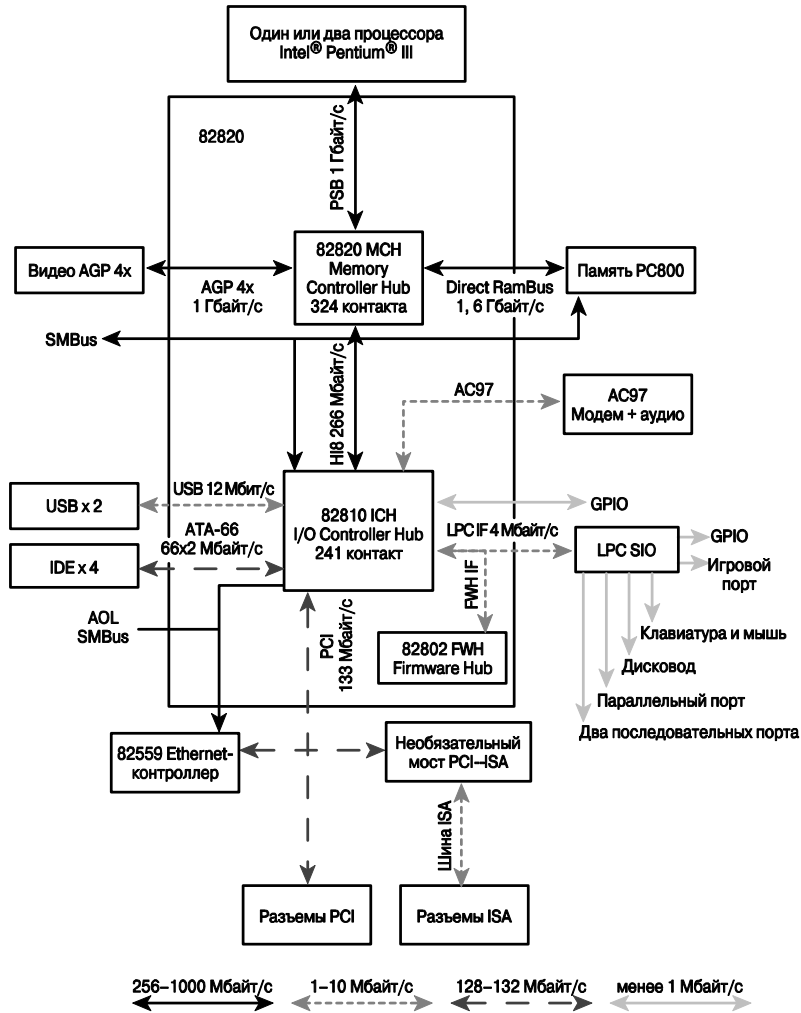 Один или два процессора
Intel® Pentium® III
82820
PSB 1 Гбайт/с
Видео AGP 4x
AGP 4x
1 Гбайт/с
82820 MCH
Memory
Controller Hub
324 контакта
Direct RamBus
1, 6 Гбайт/с
Память PC800
SMBus
HI8 266 Мбайт/с
AC97
AC97
Модем + аудио
USB x 2
USB 12 Мбит/с
82810 ICH
I/O Controller Hub
241 контакт
GPIO
ATA-66
66x2 Мбайт/с
IDE x 4
LPC IF 4 Мбайт/с
LPC SIO
GPIO
Игровой
порт
FWH IF
AOL
SMBus
PCI
133 Мбайт/с
82802 FWH
Firmware Hub
Клавиатура и мышь
Дисковод
Параллельный порт
Два последовательных порта
82559 Ethernet-
контроллер
Необязательный
мост PCI--ISA
Шина ISA
Разъемы PCI
Разъемы ISA
256–1000 Мбайт/с
1–10 Мбайт/с
128–132 Мбайт/с
менее 1 Мбайт/с